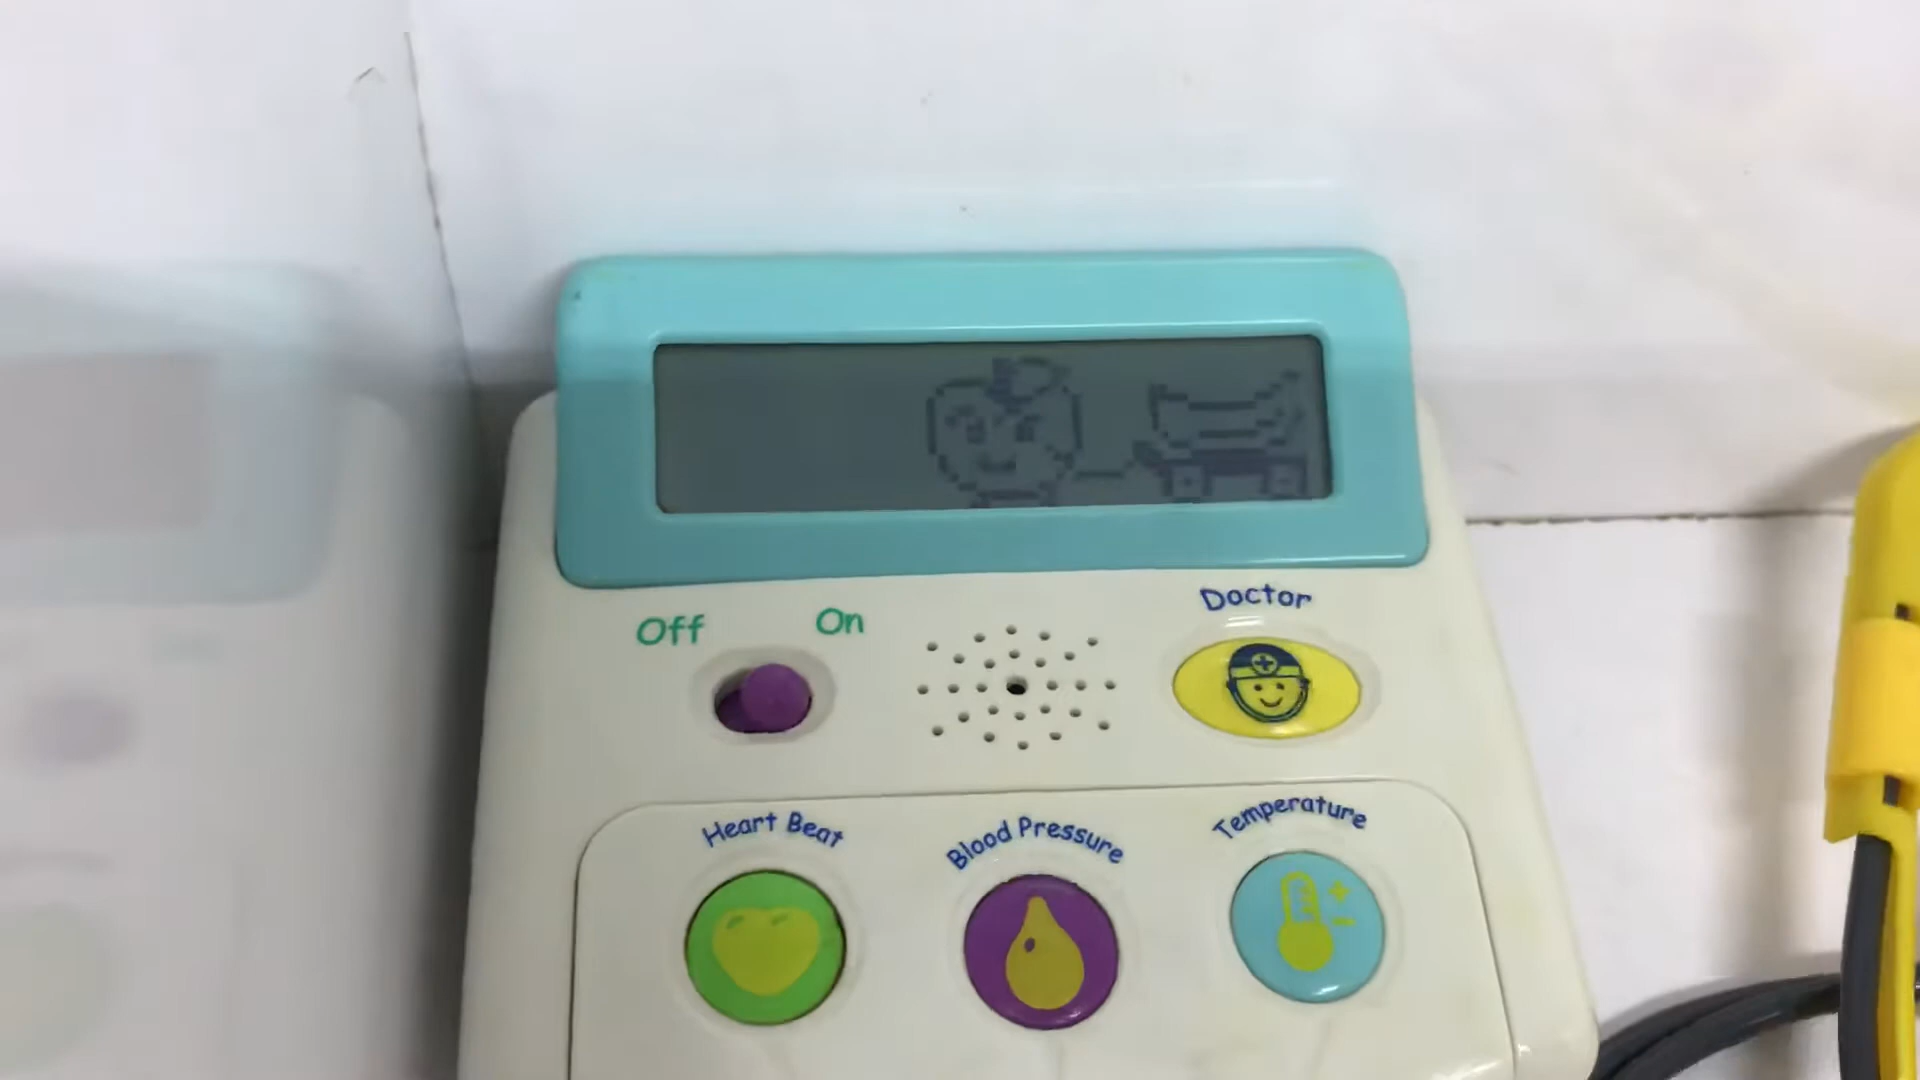 Off
On
Doctor
Heart Beat
Blood Pressure
Temperature